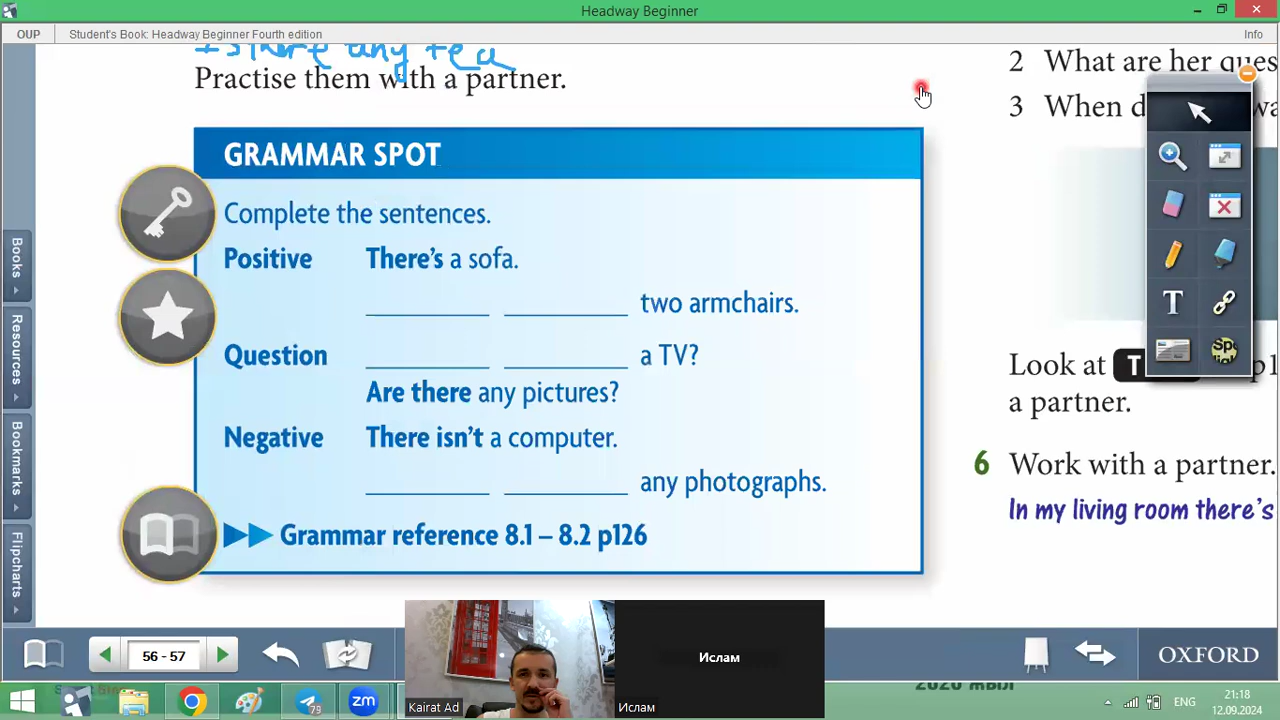 Headway Beginner
OUP
Student's Book: Headway Beginner Fourth edition
Info
any tea
Practise them with a partner.
2 What are her ques
3 When d
GRAMMAR SPOT
Complete the sentences.
Positive There's a sofa.
two armchairs.
Question a TV?
Are there any pictures?
Negative There isn't a computer.
any photographs.
Grammar reference 8.1 – 8.2 p126
Look at T
a partner.
6 Work with a partner.
In my living room there's
Books
Resources
Bookmarks
Flipcharts
T
56 - 57
OXFORD
Kairat Ad
Ислам
Ислам
79
zm
ENG
21:18
12.09.2024